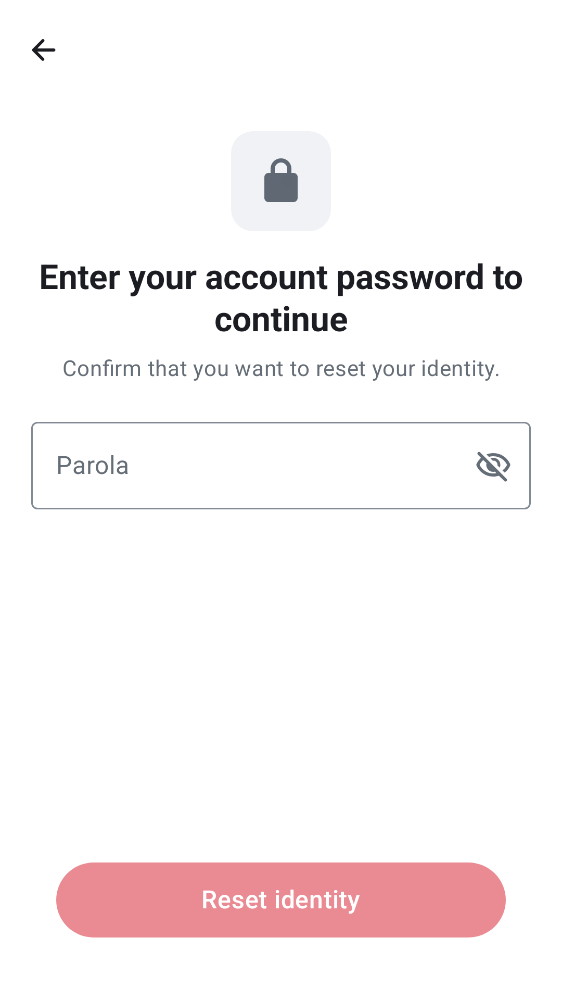 Enter your account password to
continue
Confirm that you want to reset your identity.
Parola
Reset identity